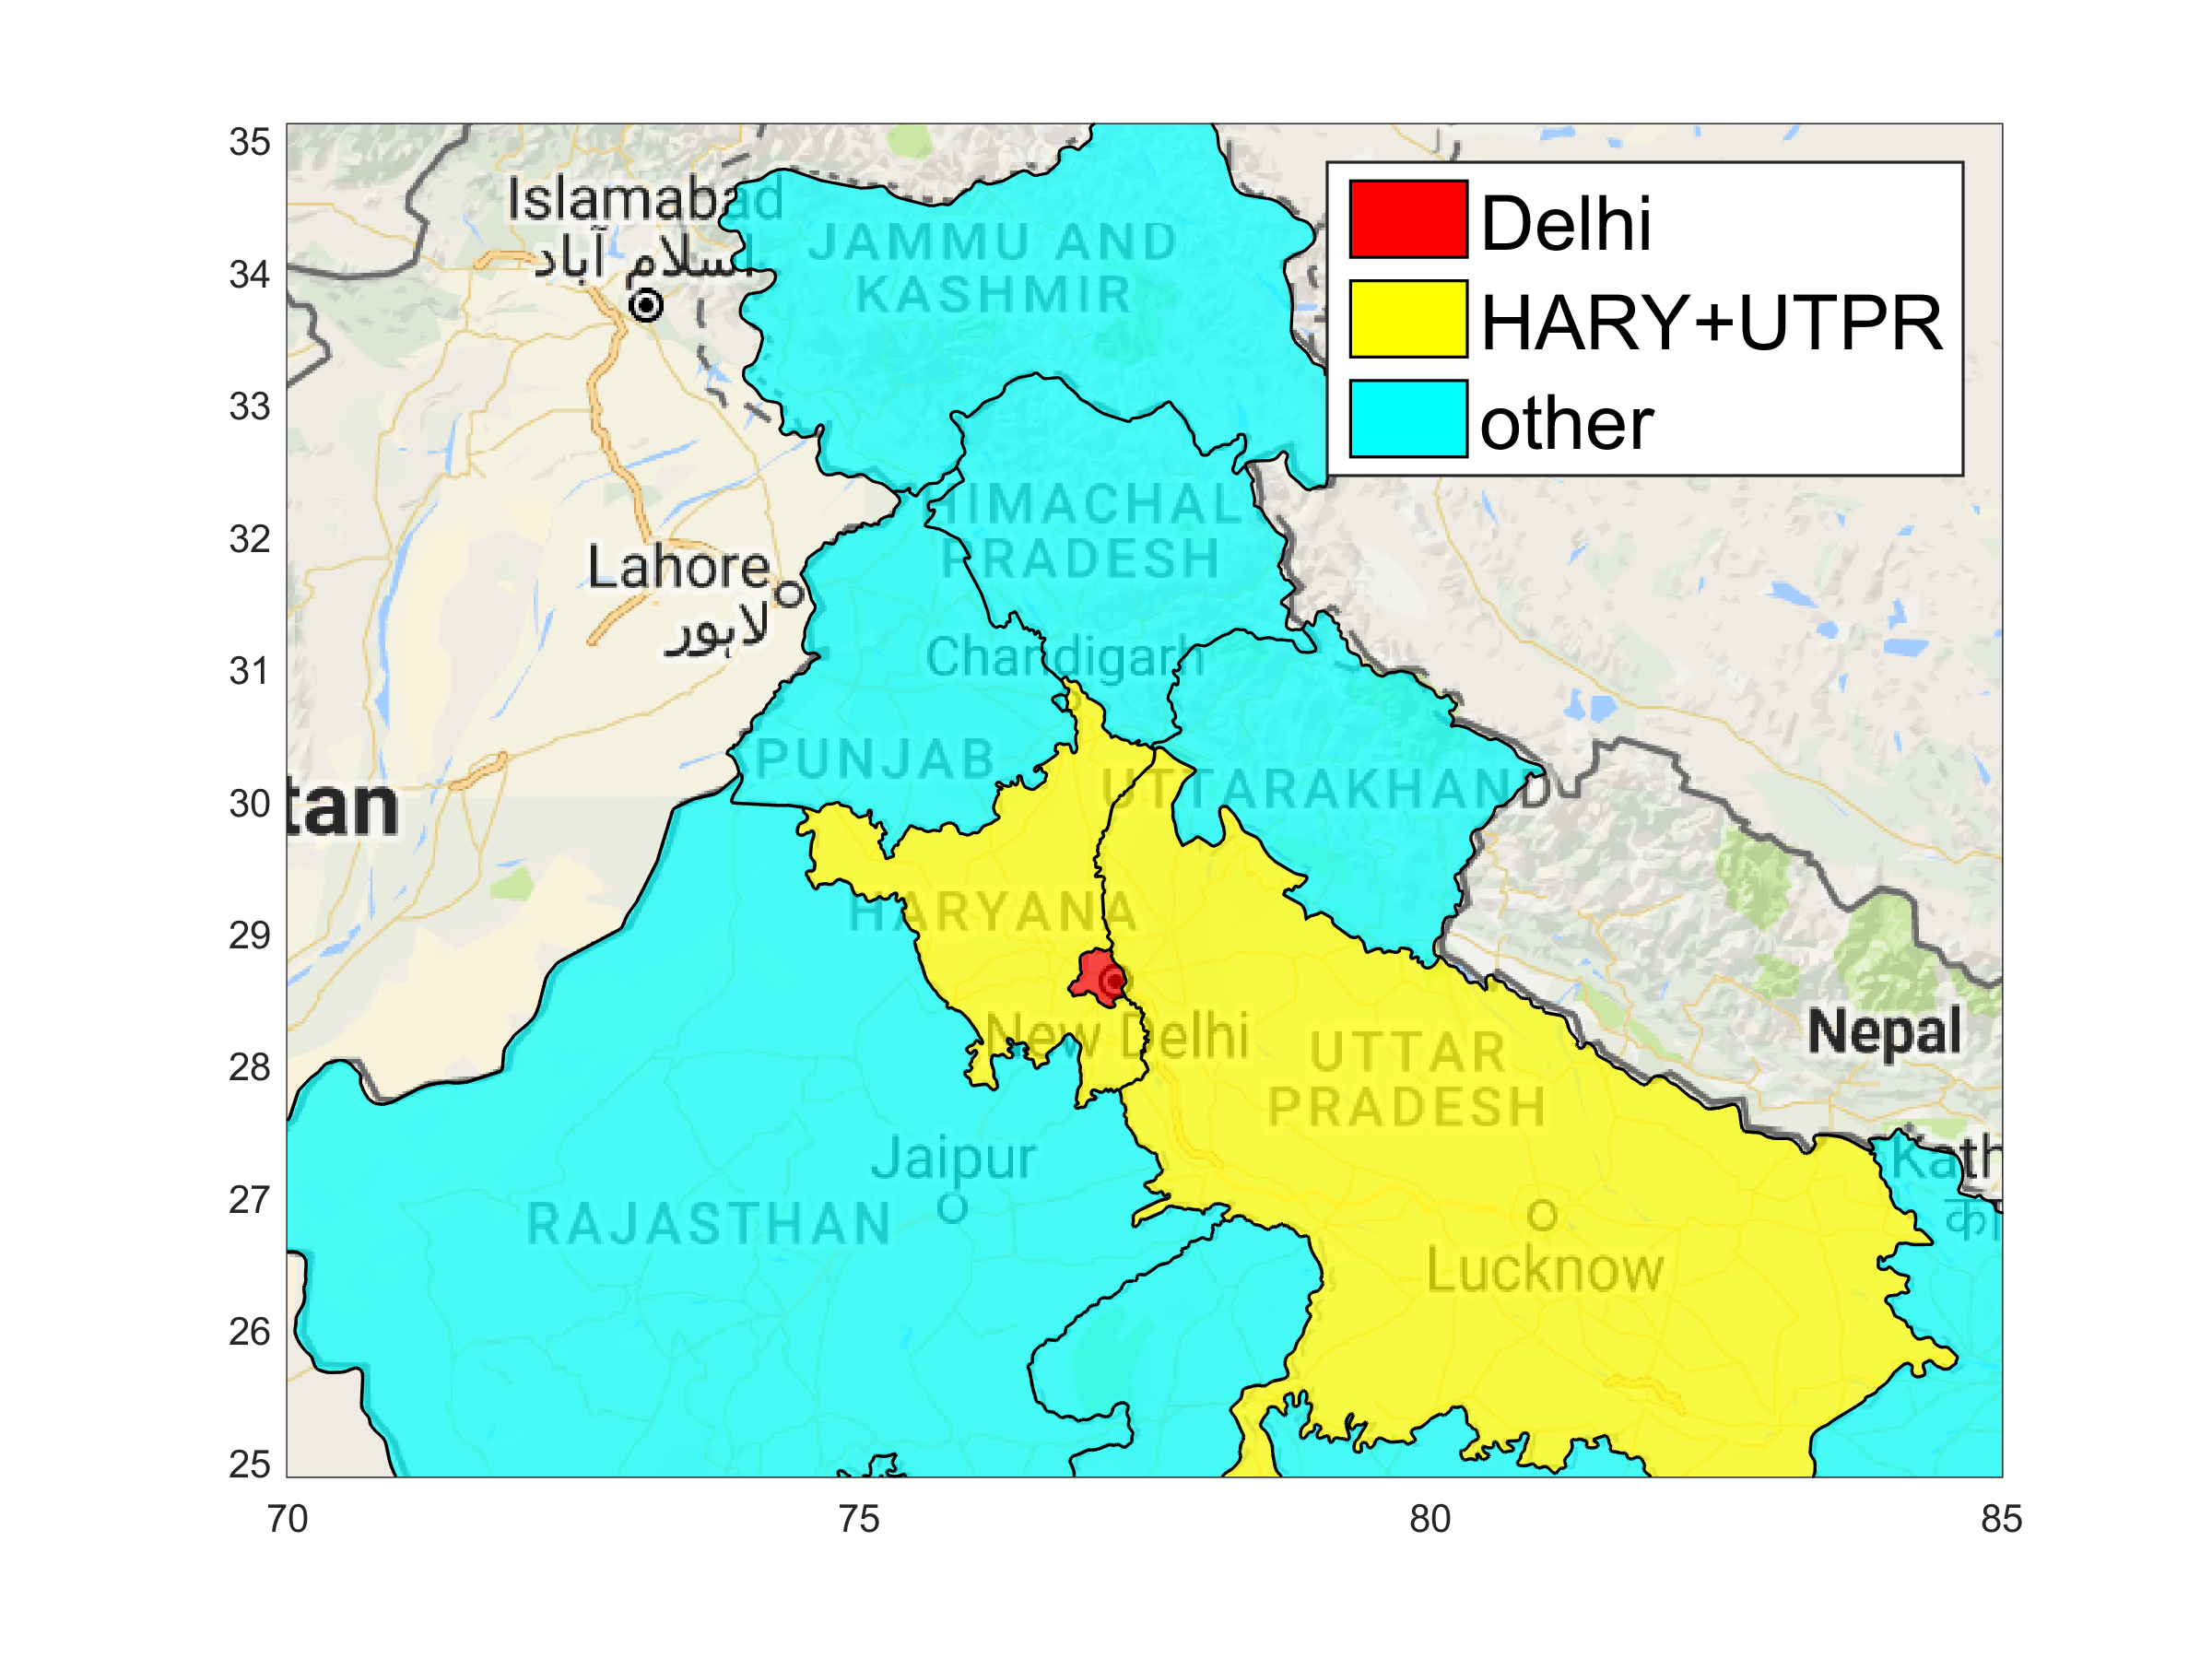 35
34
33
32
31
30
29
28
27
26
25
70
75
80
85
Delhi
HARY+UTPR
other
Islamabad
اسلام آباد
JAMMU AND
KASHMIR
HIMACHAL
PRADESH
Lahore
لاہور
Chandigarh
PUNJAB
UTTARAKHAND
tan
HARYANA
New Delhi
UTTAR
PRADESH
Nepal
Jaipur
Kath
का
RAJASTHAN
Lucknow